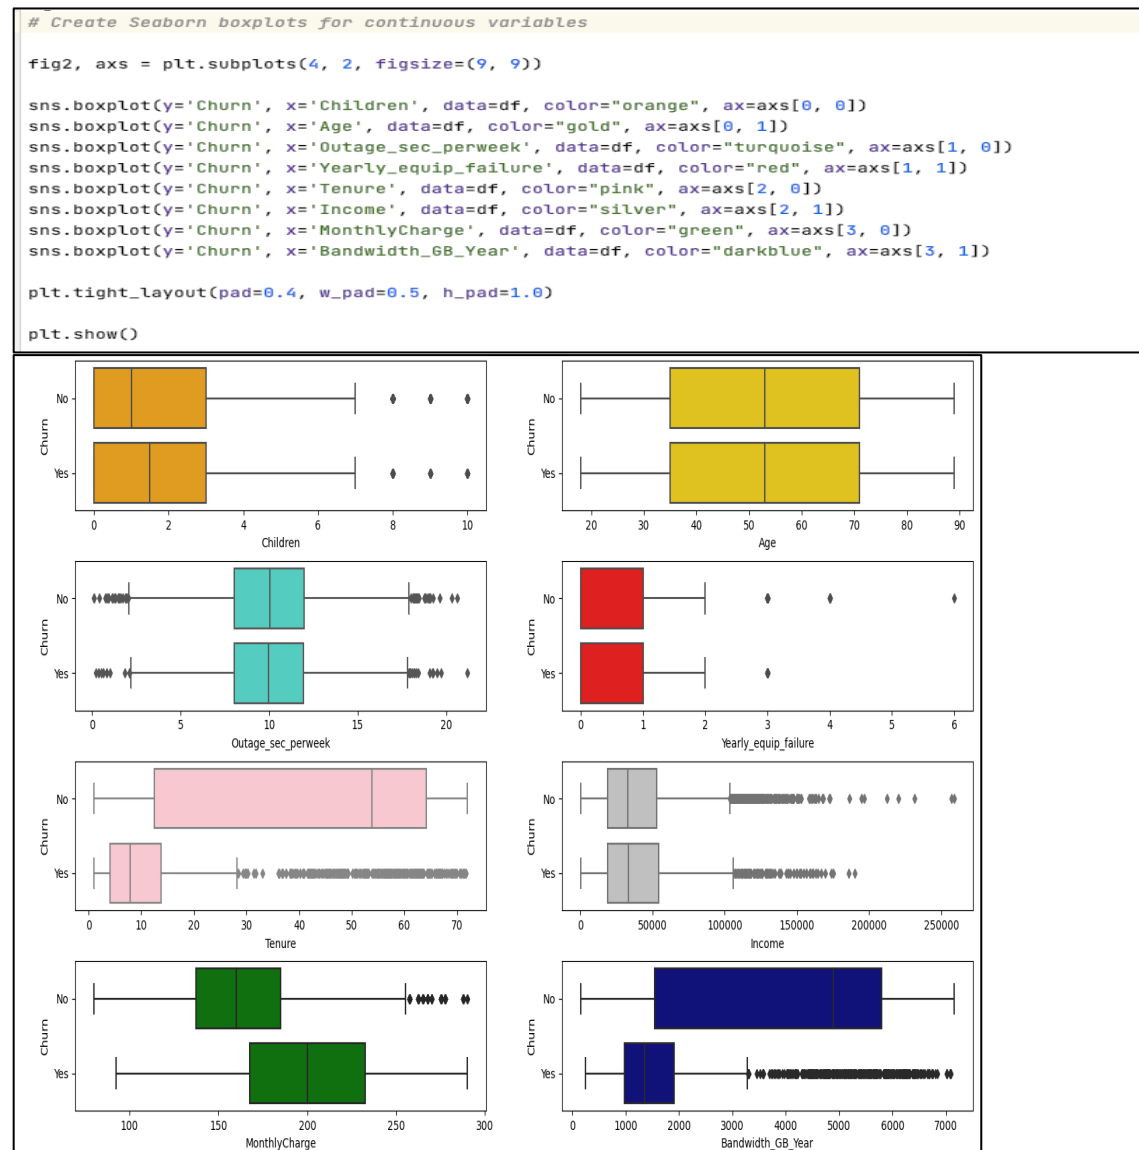 # Create Seaborn boxplots for continuous variables
fig2, axs = plt.subplots(4, 2, figsize=(9, 9))
sns.boxplot(y='Churn', x='Children', data=df, color="orange", ax=axs[0, 0])
sns.boxplot(y='Churn', x='Age', data=df, color="gold", ax=axs[0, 1])
sns.boxplot(y='Churn', x='Outage_sec_perweek', data=df, color="turquoise", ax=axs[1, 0])
sns.boxplot(y='Churn', x='Yearly_equip_failure', data=df, color="red", ax=axs[1, 1])
sns.boxplot(y='Churn', x='Tenure', data=df, color="pink", ax=axs[2, 0])
sns.boxplot(y='Churn', x='Income', data=df, color="silver", ax=axs[2, 1])
sns.boxplot(y='Churn', x='MonthlyCharge', data=df, color="green", ax=axs[3, 0])
sns.boxplot(y='Churn', x='Bandwidth_GB_Year', data=df, color="darkblue", ax=axs[3, 1])
plt.tight_layout(pad=0.4, w_pad=0.5, h_pad=1.0)
plt.show()
Churn
No
Yes
0 2 4 6 8 10
Children
Churn
No
Yes
20 30 40 50 60 70 80 90
Age
Churn
No
Yes
0 5 10 15 20
Outage_sec_perweek
Churn
No
Yes
0 1 2 3 4 5 6
Yearly_equip_failure
Churn
No
Yes
0 10 20 30 40 50 60 70
Tenure
Churn
No
Yes
0 50000 100000 150000 200000 250000
Income
Churn
No
Yes
100 150 200 250 300
MonthlyCharge
Churn
No
Yes
0 1000 2000 3000 4000 5000 6000 7000
Bandwidth_GB_Year